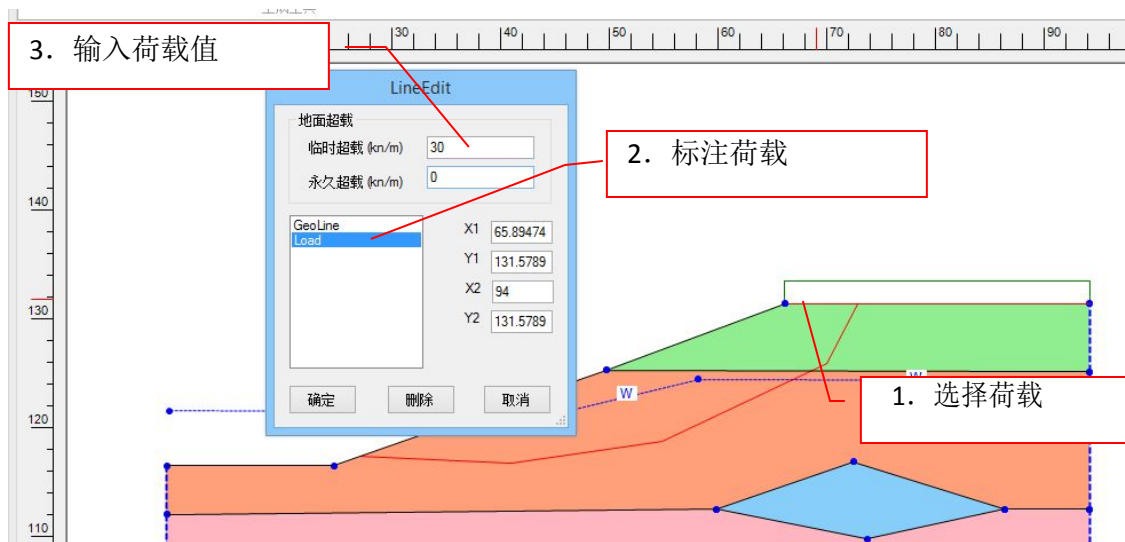 30 40 50 60 70 80 90
3. 输入荷载值
150
LineEdit
地面超载
临时超载 (kn/m) 30
永久超载 (kn/m) 0
2. 标注荷载
140
GeoLine
Load
X1 65.89474
Y1 131.5789
X2 94
Y2 131.5789
130
确定 删除 取消
W
1. 选择荷载
120
110